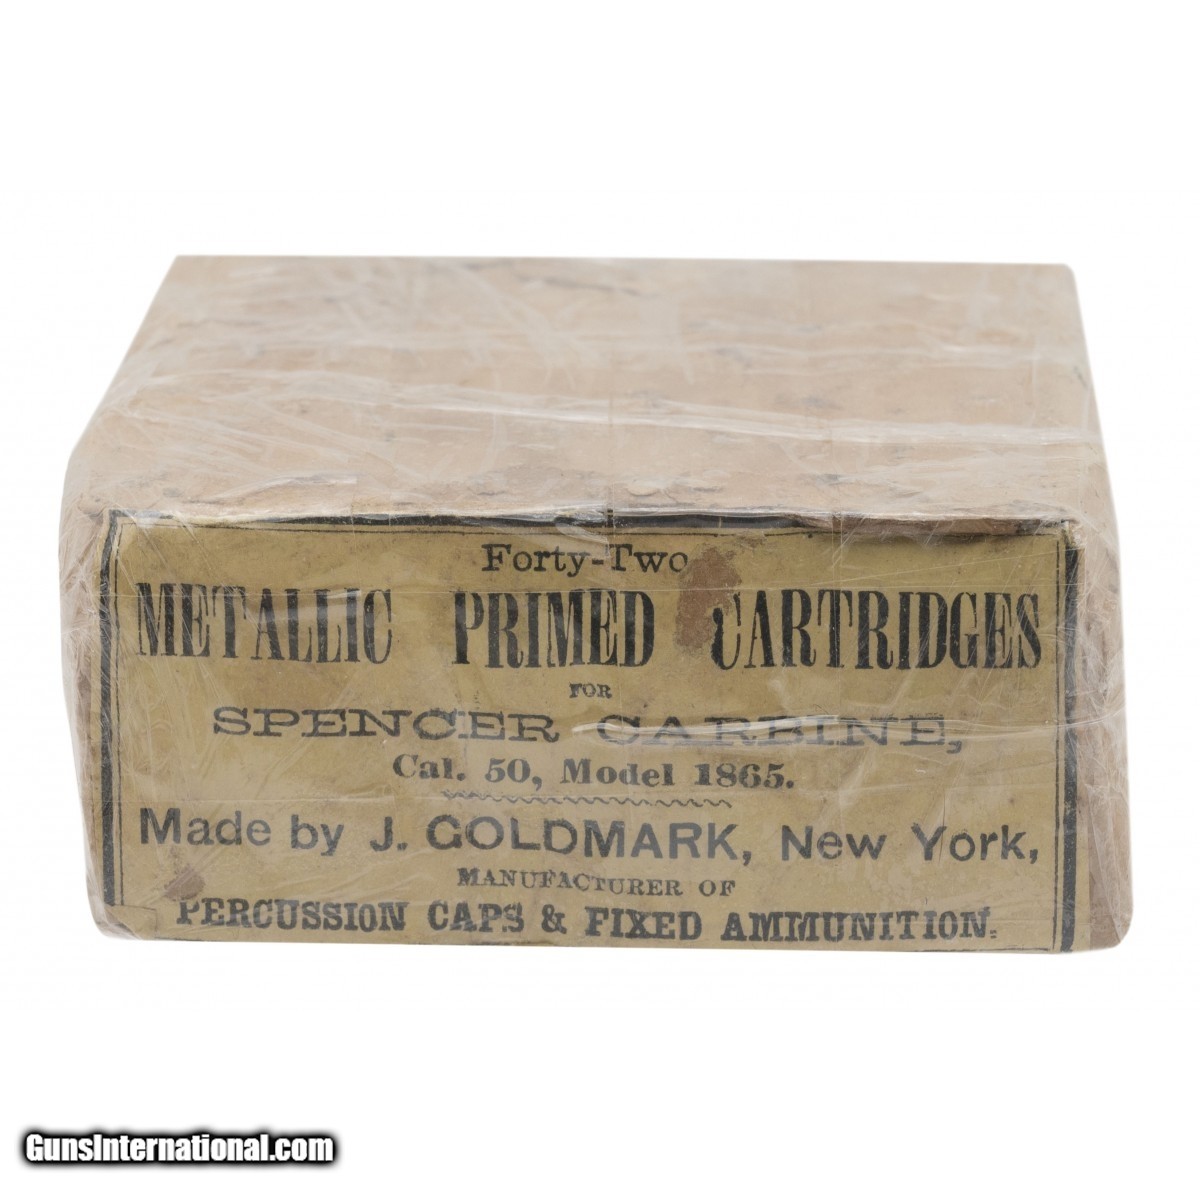 Forty-Two
METALLIC PRIMED CARTRIDGES
FOR
SPENCER CARBINE,
Cal. 50, Model 1865.
Made by J. GOLDMARK, New York,
MANUFACTURER OF
PERCUSSION CAPS & FIXED AMMUNITION.
GunsInternational.com